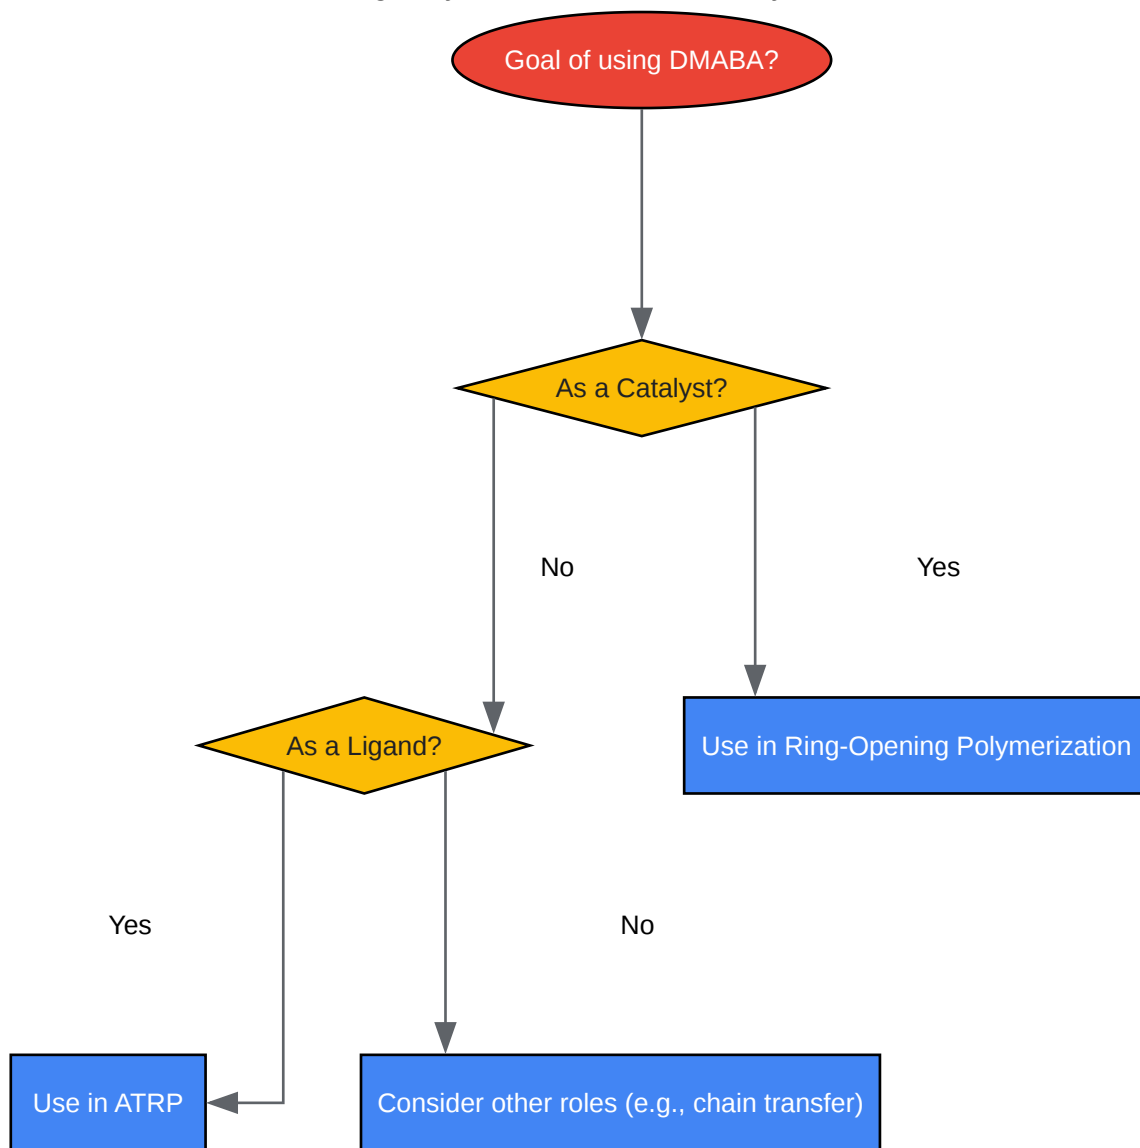 Goal of using DMABA?
As a Catalyst?
No
Yes
As a Ligand?
Use in Ring-Opening Polymerization
Yes
No
Use in ATRP
Consider other roles (e.g., chain transfer)